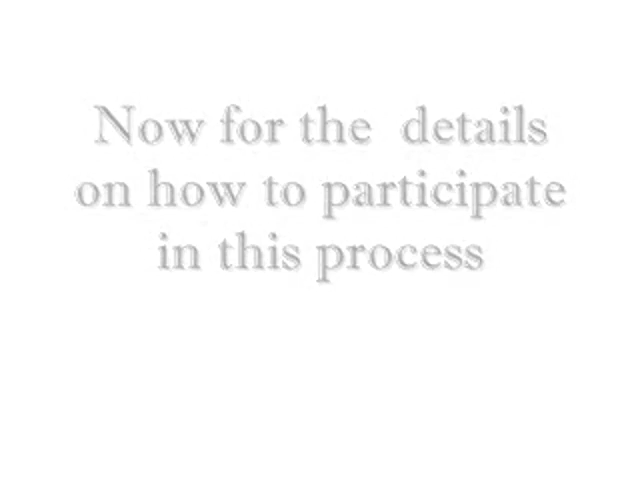 Now for the  details
on how to participate
in this process